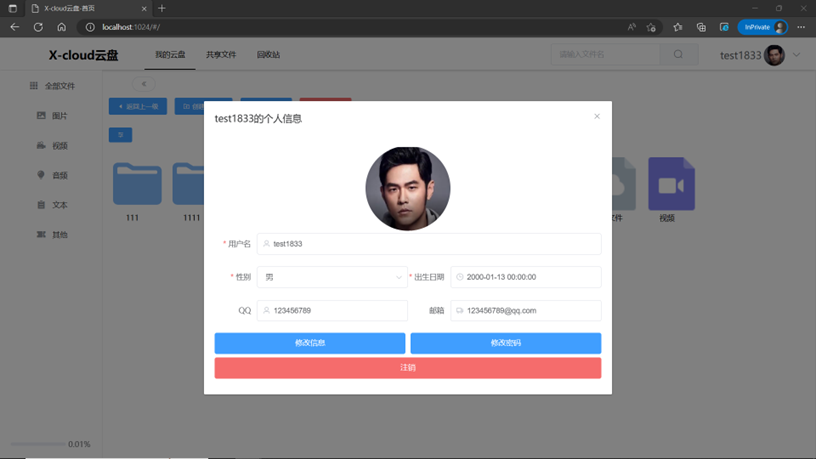 X-cloud云盘-首页
localhost:1024/#/
InPrivate
X-cloud云盘
我的云盘 共享文件 回收站
请输入文件名
test1833
全部文件
图片
视频
音频
文本
其他
返回上一级
111
1111
视频
test1833的个人信息
* 用户名 test1833
* 性别 男 * 出生日期 2000-01-13 00:00:00
QQ 123456789 邮箱 123456789@qq.com
修改信息 修改密码
注销
0.01%